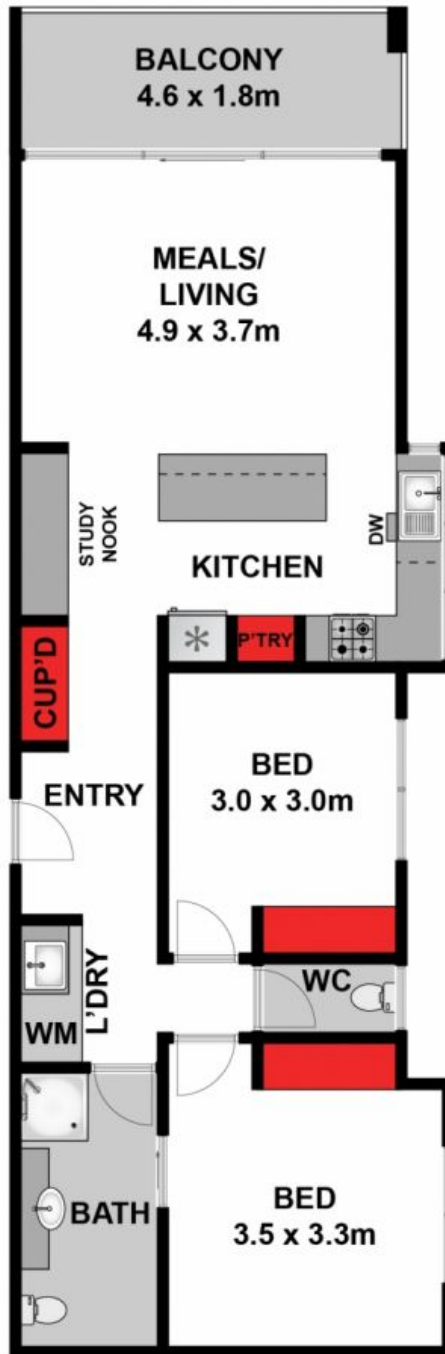 BALCONY
4.6 x 1.8m
MEALS/
LIVING
4.9 x 3.7m
STUDY
NOOK
DW
KITCHEN
P'TRY
CUP'D
BED
3.0 x 3.0m
ENTRY
L'DRY
WC
WM
BATH
BED
3.5 x 3.3m